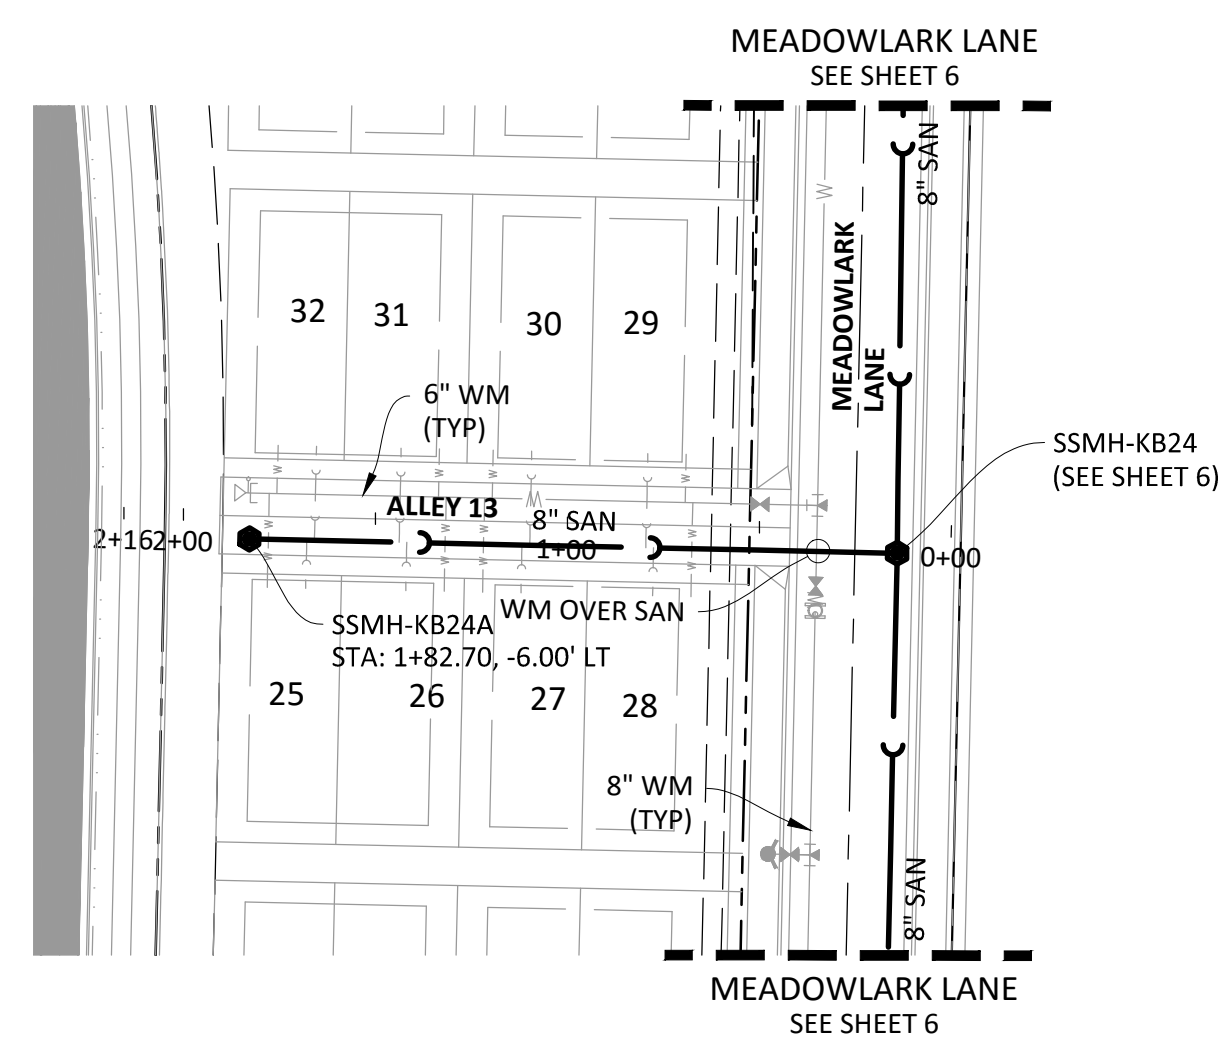 MEADOWLARK LANE
SEE SHEET 6
8" SAN
W
MEADOWLARK
LANE
32
31
30
29
6" WM
(TYP)
SSMH-KB24
(SEE SHEET 6)
ALLEY 13
8" SAN
1+00
2+16
2+00
0+00
WM OVER SAN
SSMH-KB24A
STA: 1+82.70, -6.00' LT
25
26
27
28
8" WM
(TYP)
8" SAN
MEADOWLARK LANE
SEE SHEET 6